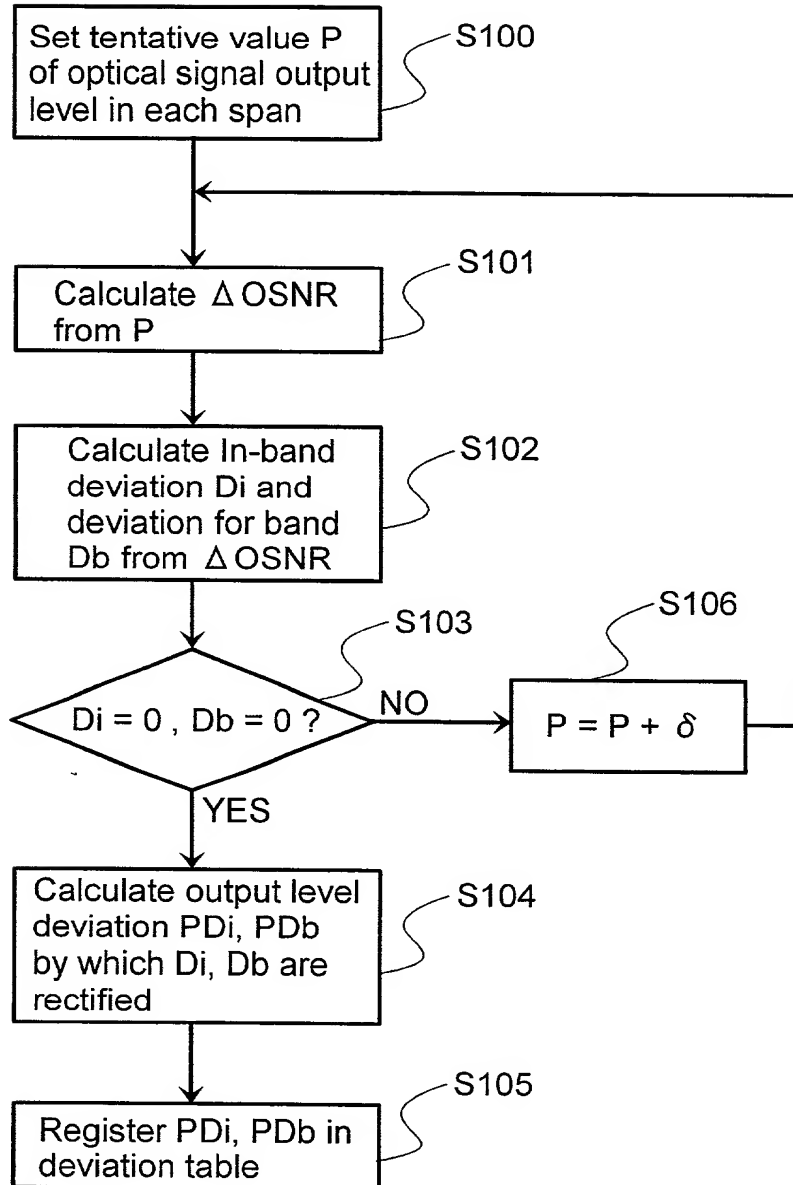 Set tentative value P
of optical signal output
level in each span
S100
Calculate Δ OSNR
from P
S101
Calculate In-band
deviation Di and
deviation for band
Db from Δ OSNR
S102
Di = 0 , Db = 0 ?
S103
NO
P = P + δ
S106
YES
Calculate output level
deviation PDi, PDb
by which Di, Db are
rectified
S104
Register PDi, PDb in
deviation table
S105